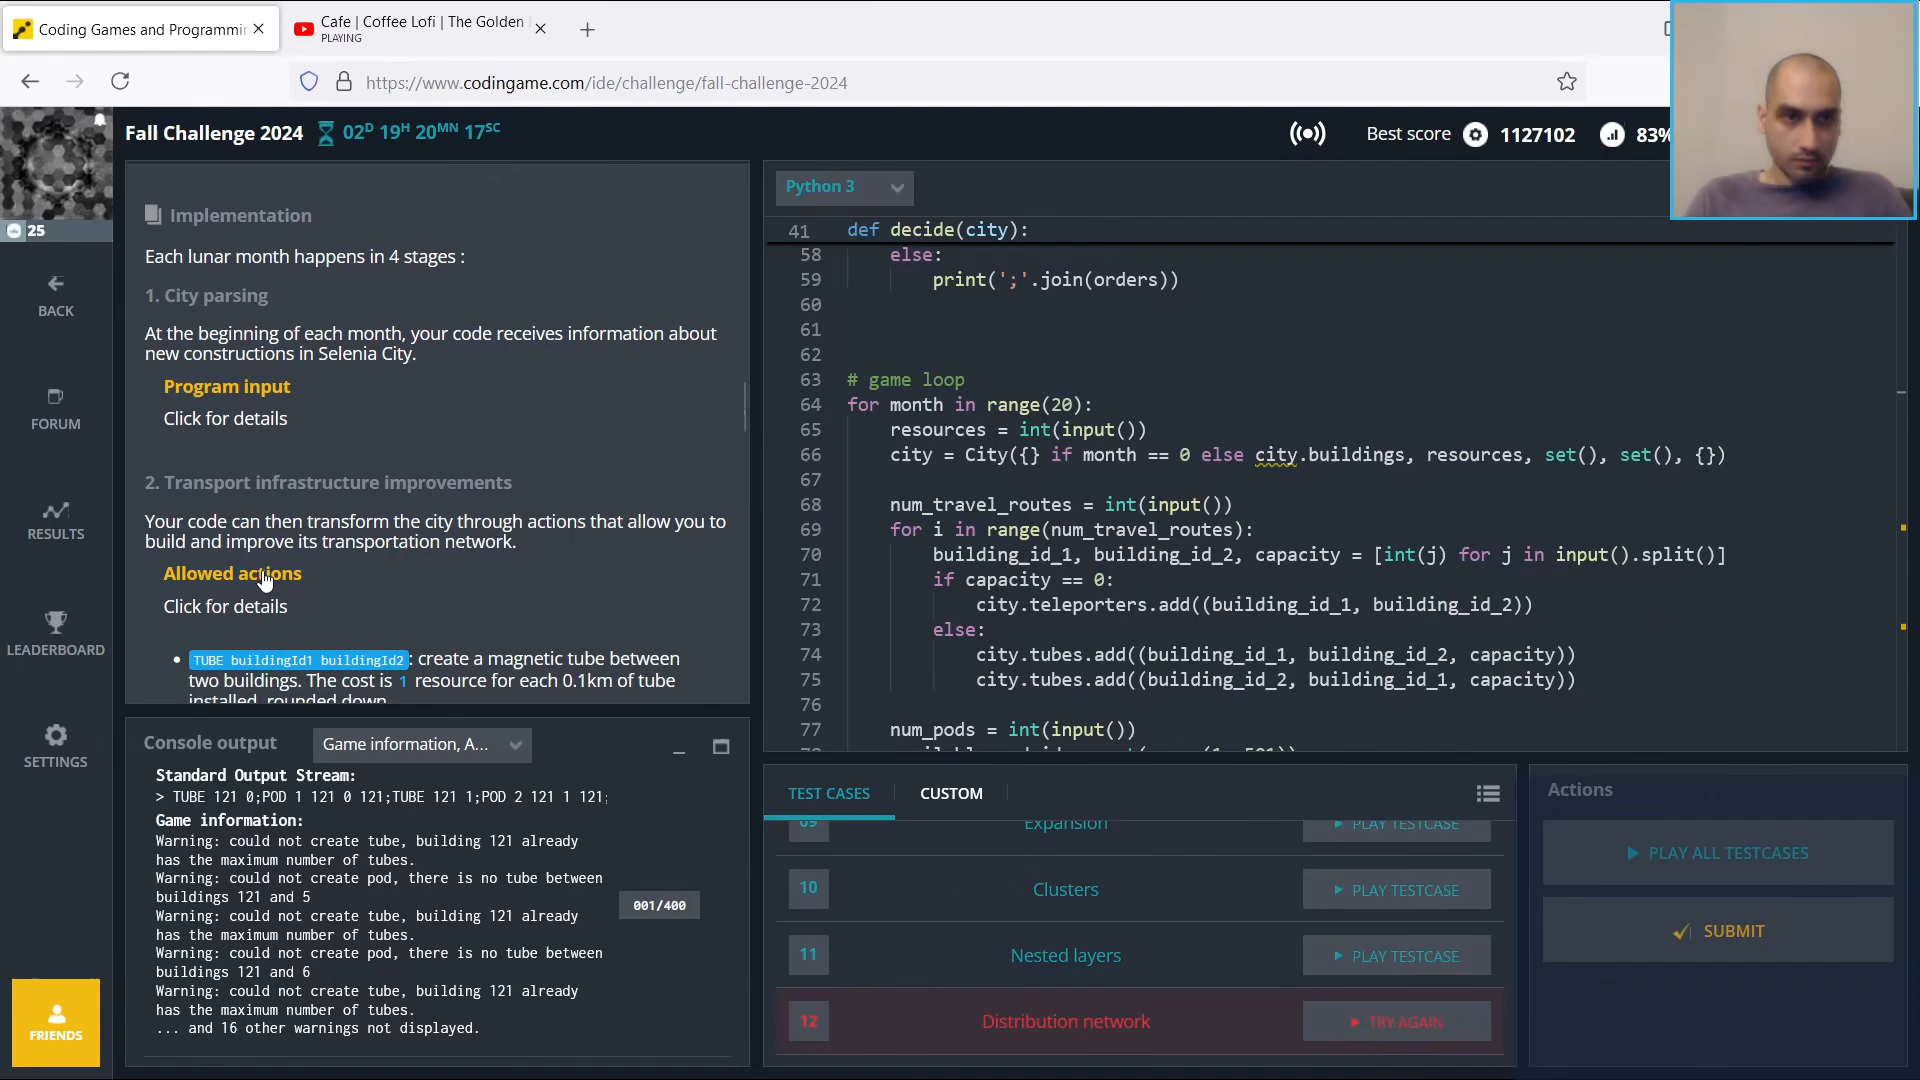 Coding Games and Programmin
Cafe | Coffee Lofi | The Golden
PLAYING
https://www.codingame.com/ide/challenge/fall-challenge-2024
Fall Challenge 2024
02D 19H 20MN 17SC
Best score
1127102
83%
25
BACK
FORUM
RESULTS
LEADERBOARD
SETTINGS
FRIENDS
Implementation
Each lunar month happens in 4 stages :
1. City parsing
At the beginning of each month, your code receives information about
new constructions in Selenia City.
Program input
Click for details
2. Transport infrastructure improvements
Your code can then transform the city through actions that allow you to
build and improve its transportation network.
Allowed actions
Click for details
• TUBE buildingId1 buildingId2: create a magnetic tube between
two buildings. The cost is 1 resource for each 0.1km of tube
installed, rounded down.
Console output
Game information, A...
Standard Output Stream:
> TUBE 121 0;POD 1 121 0 121;TUBE 121 1;POD 2 121 1 121;
Game information:
Warning: could not create tube, building 121 already
has the maximum number of tubes.
Warning: could not create pod, there is no tube between
buildings 121 and 5
Warning: could not create tube, building 121 already
has the maximum number of tubes.
Warning: could not create pod, there is no tube between
buildings 121 and 6
Warning: could not create tube, building 121 already
has the maximum number of tubes.
... and 16 other warnings not displayed.
001/400
Python 3
41 def decide(city):
58 else:
59 print(';'.join(orders))
60
61
62
63 # game loop
64 for month in range(20):
65 resources = int(input())
66 city = City({} if month == 0 else city.buildings, resources, set(), set(), {})
67
68 num_travel_routes = int(input())
69 for i in range(num_travel_routes):
70 building_id_1, building_id_2, capacity = [int(j) for j in input().split()]
71 if capacity == 0:
72 city.teleporters.add((building_id_1, building_id_2))
73 else:
74 city.tubes.add((building_id_1, building_id_2, capacity))
75 city.tubes.add((building_id_2, building_id_1, capacity))
76
77 num_pods = int(input())
TEST CASES
CUSTOM
09 Expansion PLAY TESTCASE
10 Clusters PLAY TESTCASE
11 Nested layers PLAY TESTCASE
12 Distribution network TRY AGAIN
Actions
PLAY ALL TESTCASES
SUBMIT